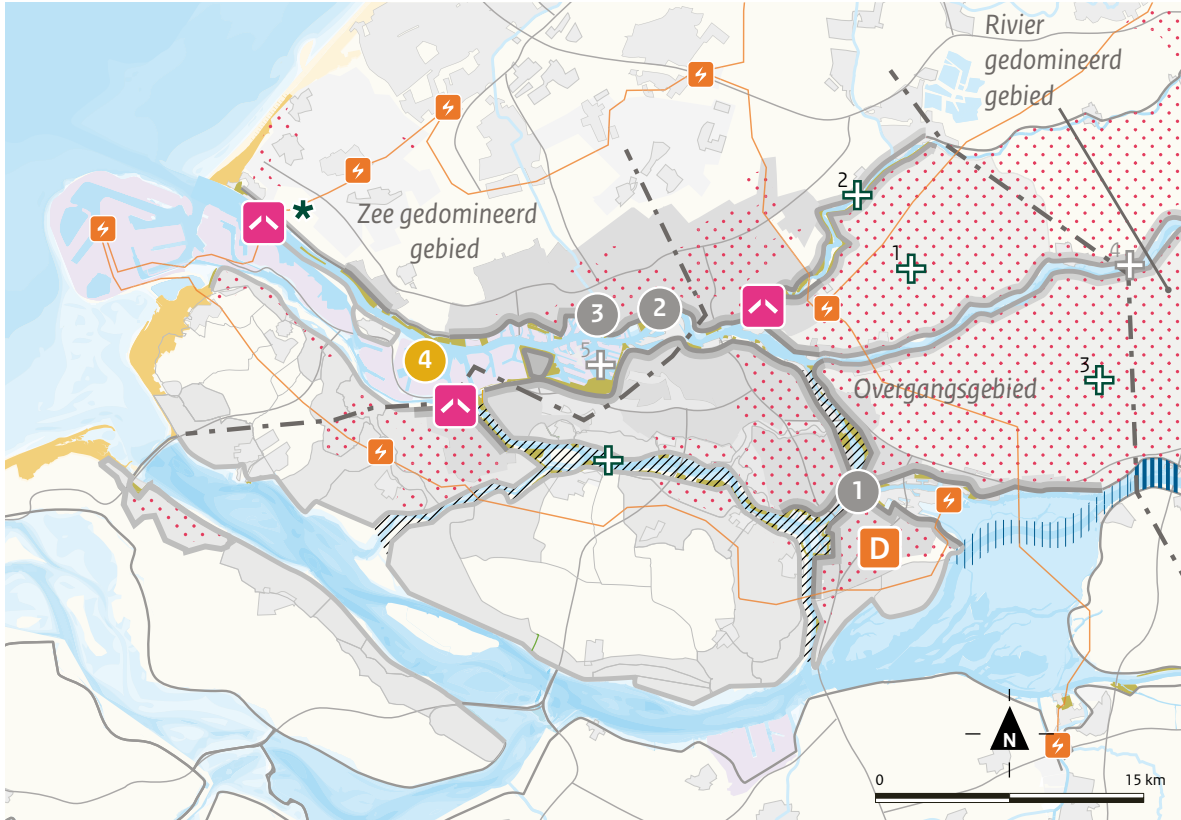 Rivier
gedomineerd
gebied
2
Zee gedomineerd
gebied
*
1
4
3
2
5
4
3
Overgangsgebied
1
D
N
0
15 km